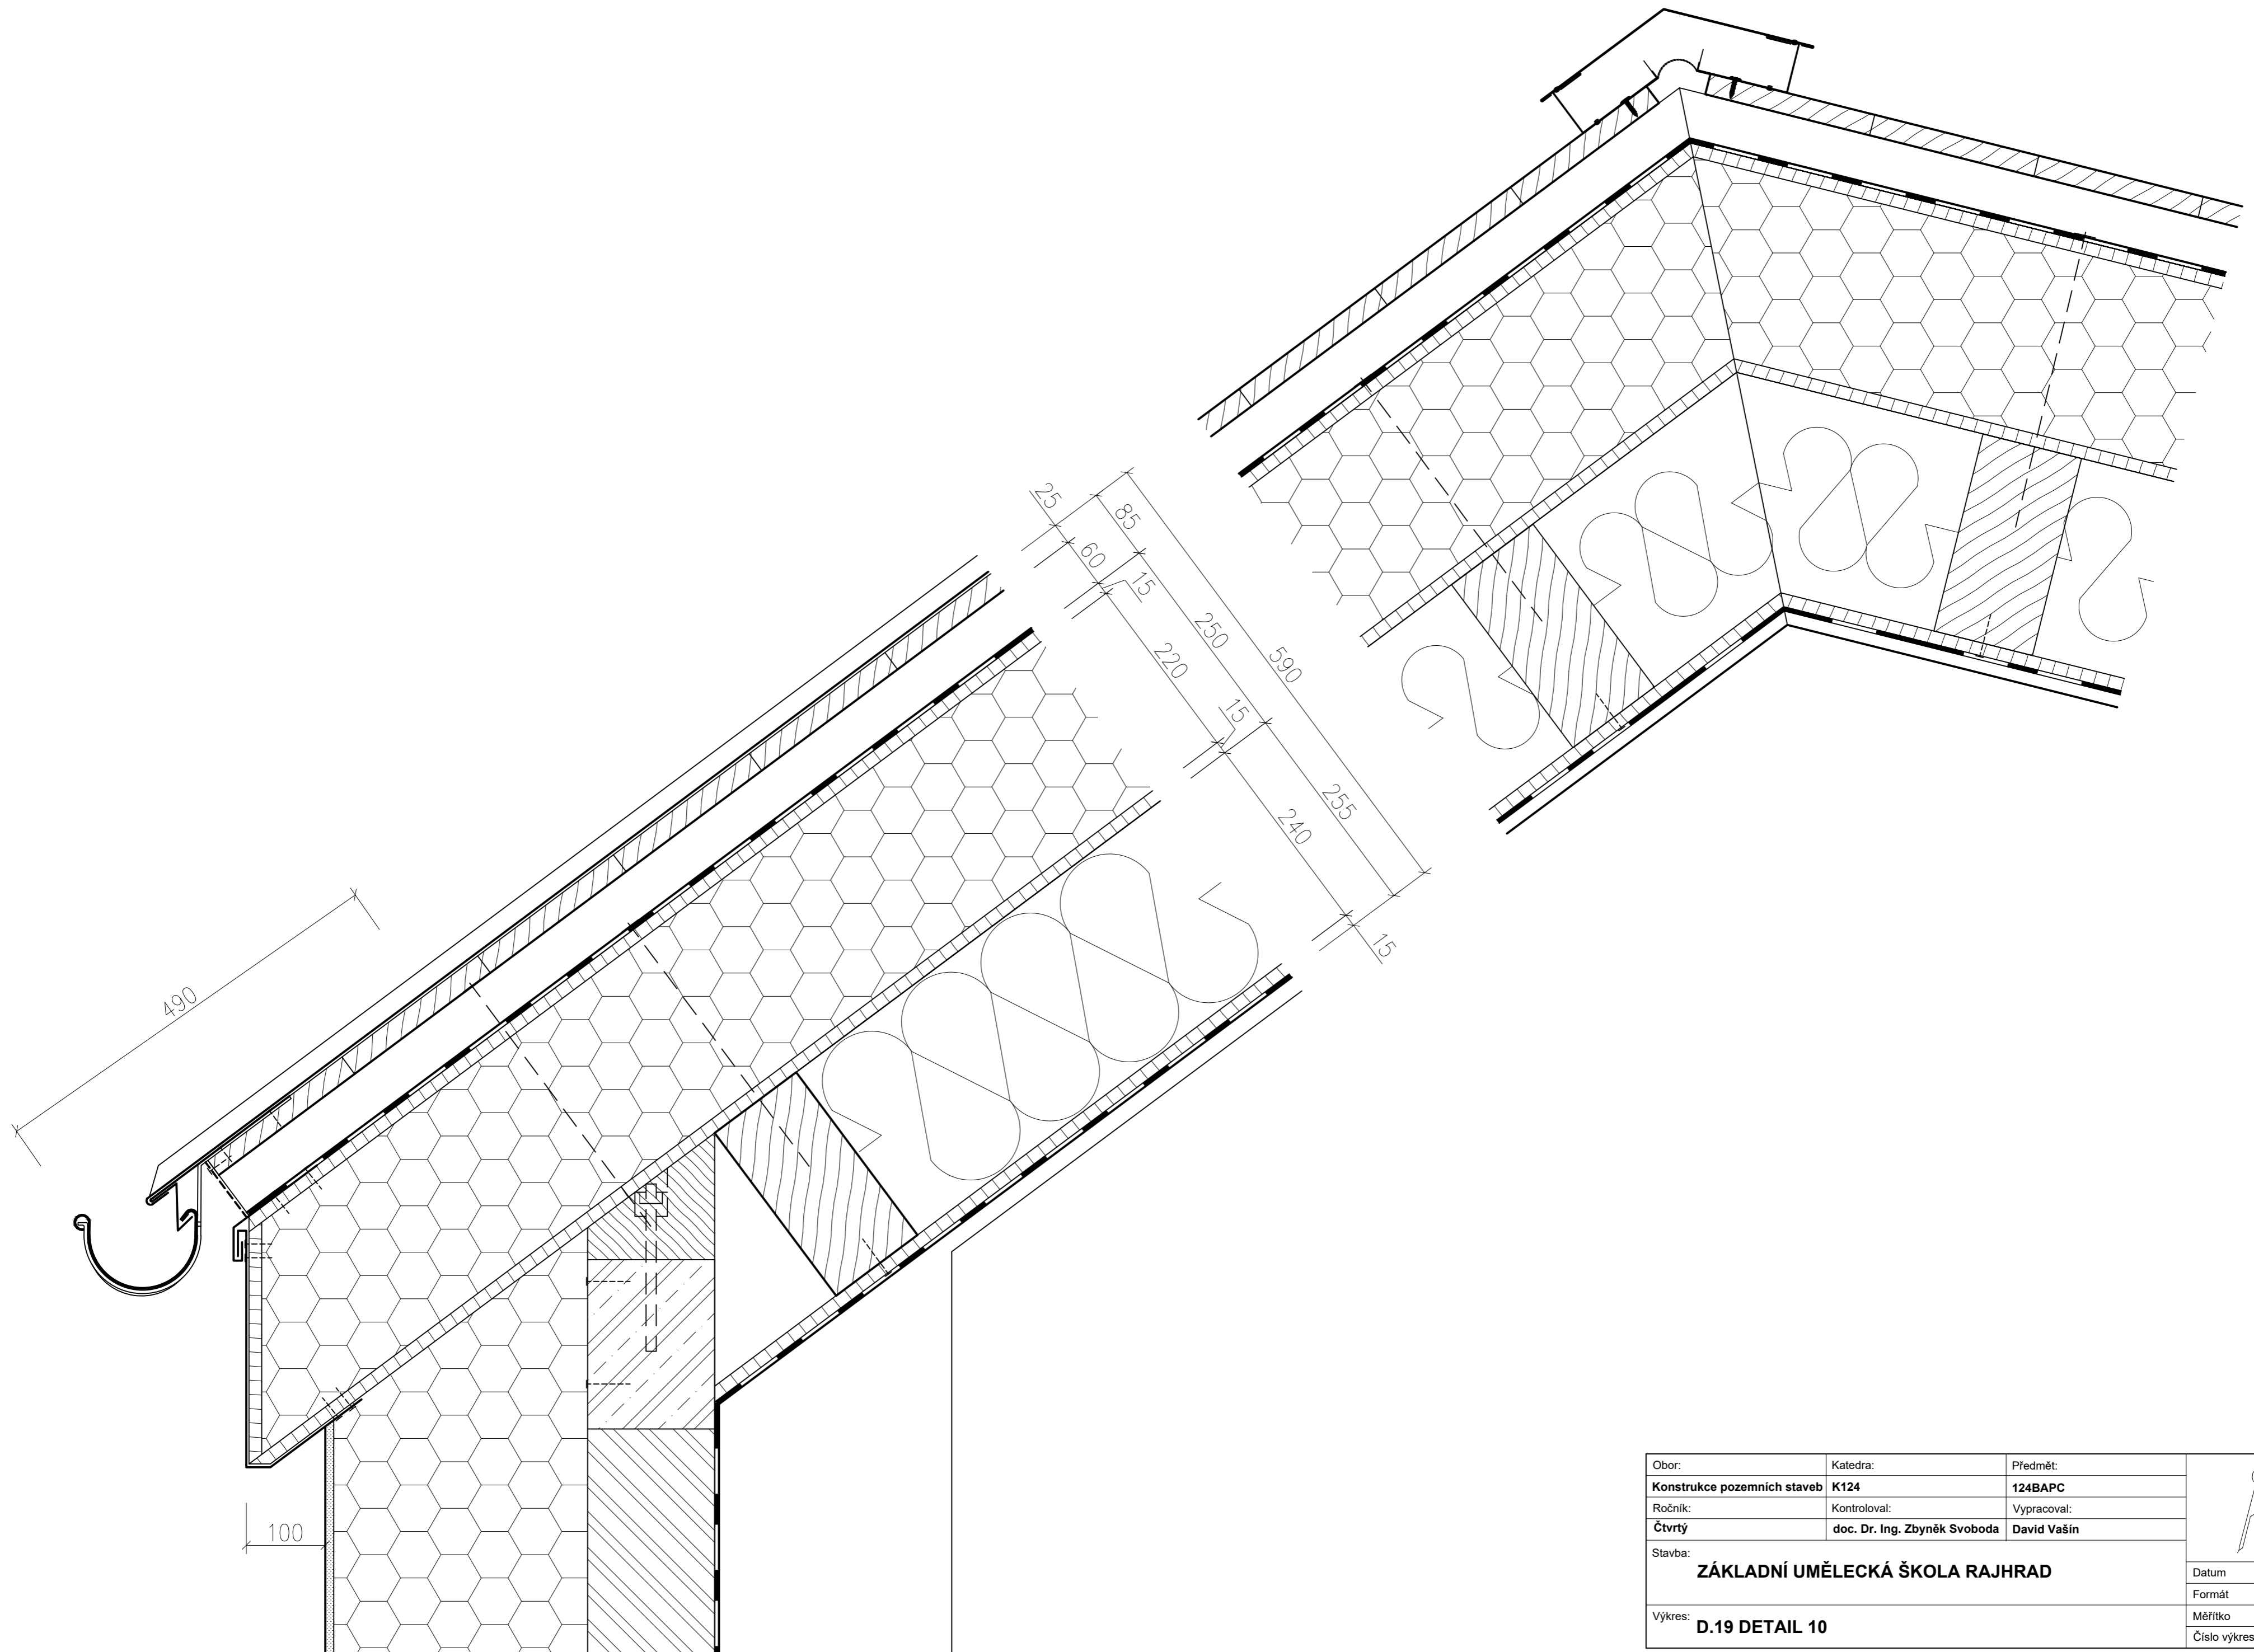 25
85
60
15
250
590
220
15
255
240
15
490
100
Obor: Katedra: Předmět:
Konstrukce pozemních staveb K124 124BAPC
Ročník: Kontroloval: Vypracoval:
Čtvrtý doc. Dr. Ing. Zbyněk Svoboda David Vašín
Stavba:
ZÁKLADNÍ UMĚLECKÁ ŠKOLA RAJHRAD
Datum
Formát
Výkres: D.19 DETAIL 10
Měřítko
Číslo výkres